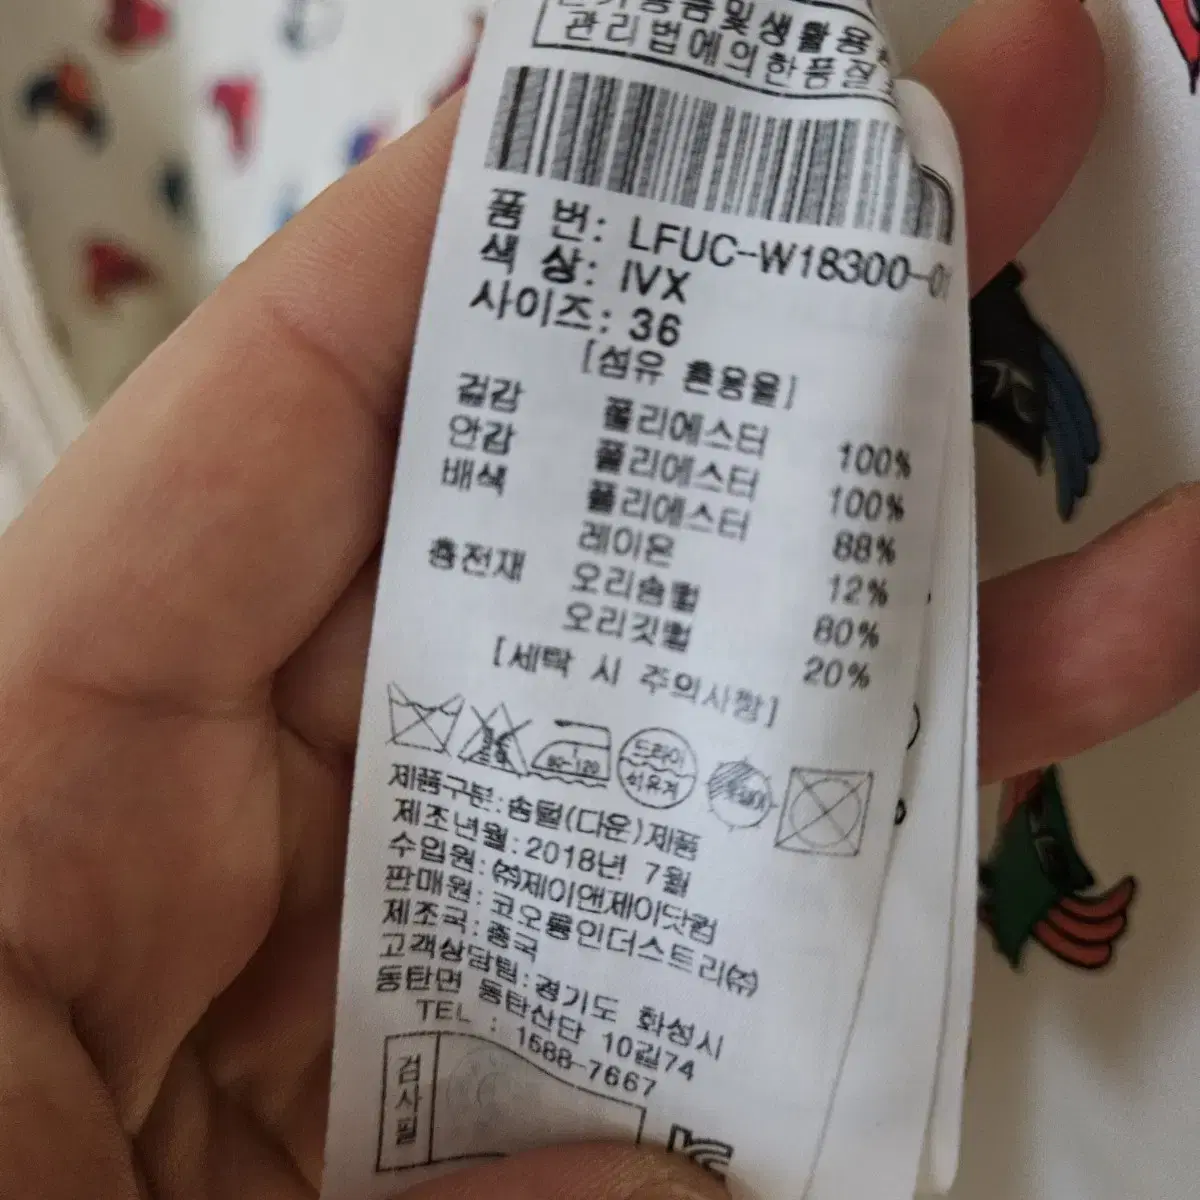 및생활용
관리법에의한품질
품 번: LFUC-W18300-01
색 상: IVX
사이즈: 36
[섬유 혼용율]
겉감 폴리에스터 100%
안감 폴리에스터 100%
배색 폴리에스터 88%
레이온 12%
충전재 오리솜털 80%
오리깃털 20%
[세탁 시 주의사항]
80-120
드라이
석유계
제품구분:솜털(다운)제품
제조년월:2018년 7월
수입원:㈜제이앤제이닷컴
판매원:코오롱인더스트리㈜
제조국:중국
고객상담팀:경기도 화성시
동탄면 동탄산단 10길74
TEL : 1588-7667
검사필